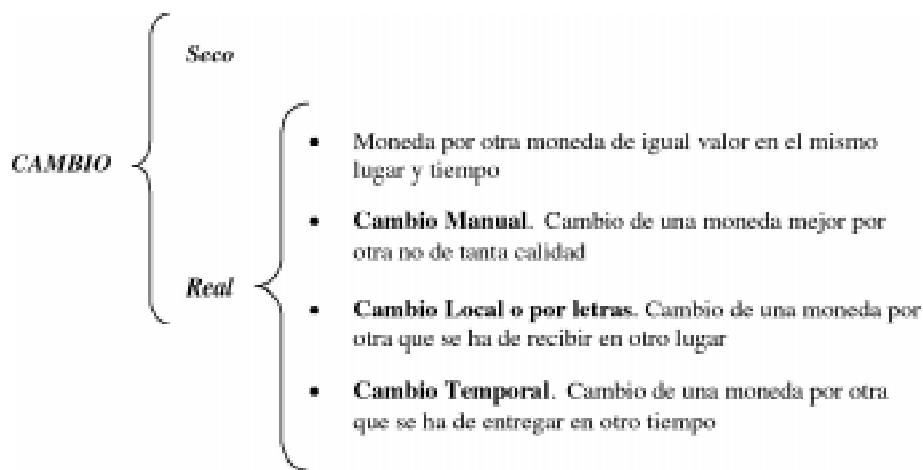 Seco
CAMBIO
Real
• Moneda por otra moneda de igual valor en el mismo
lugar y tiempo
• Cambio Manual. Cambio de una moneda mejor por
otra no de tanta calidad
• Cambio Local o por letras. Cambio de una moneda por
otra que se ha de recibir en otro lugar
• Cambio Temporal. Cambio de una moneda por otra
que se ha de entregar en otro tiempo